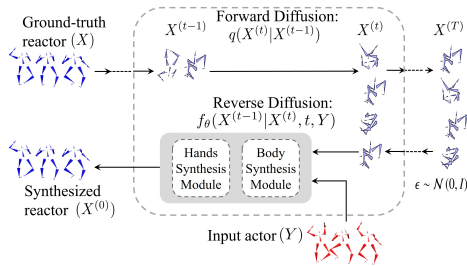 Ground-truth
reactor (X)
Forward Diffusion:
q(X^(t)|X^(t-1))
X^(t-1)
X^(t)
X^(T)
Reverse Diffusion:
f_θ(X^(t-1)|X^(t), t, Y)
Hands
Synthesis
Module
Body
Synthesis
Module
Synthesized
reactor (X^(0))
ϵ ~ N(0, I)
Input actor (Y)